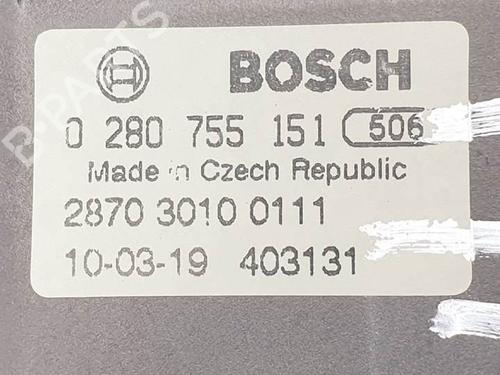 BOSCH
0 280 755 151 506
Made in Czech Republic
2870 3010 0111
10-03-19 403131